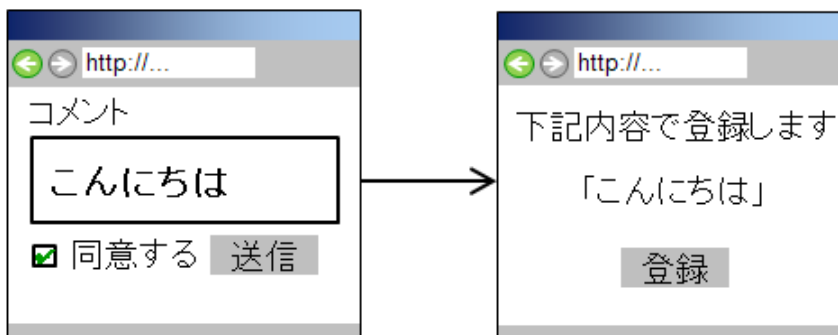 http://...
コメント
こんにちは
同意する 送信
http://...
下記内容で登録します
「こんにちは」
登録